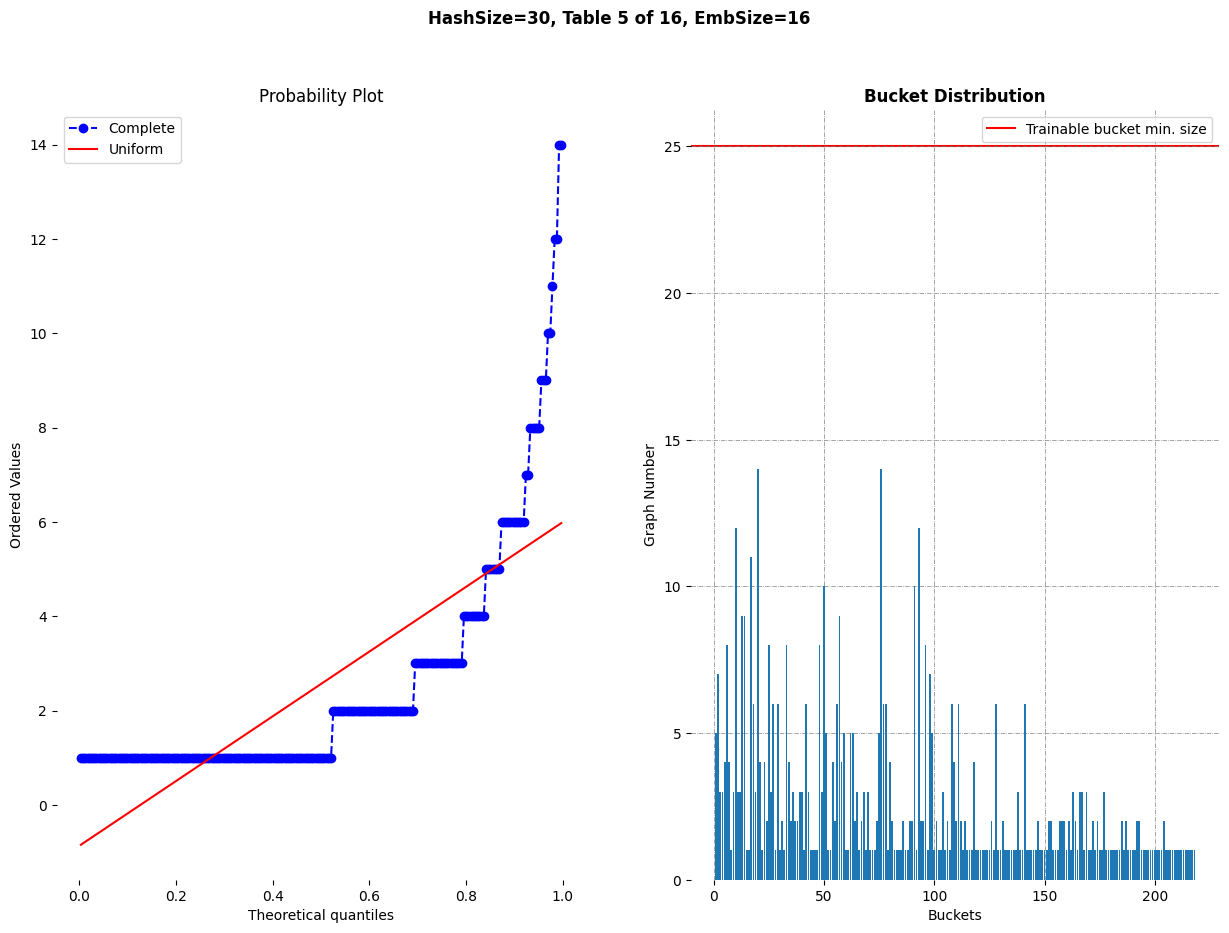 HashSize=30, Table 5 of 16, EmbSize=16
Probability Plot
Complete
Uniform
14
12
10
8
6
4
2
0
Ordered Values
0.0 0.2 0.4 0.6 0.8 1.0
Theoretical quantiles
Bucket Distribution
Trainable bucket min. size
25
20
15
10
5
0
Graph Number
0 50 100 150 200
Buckets